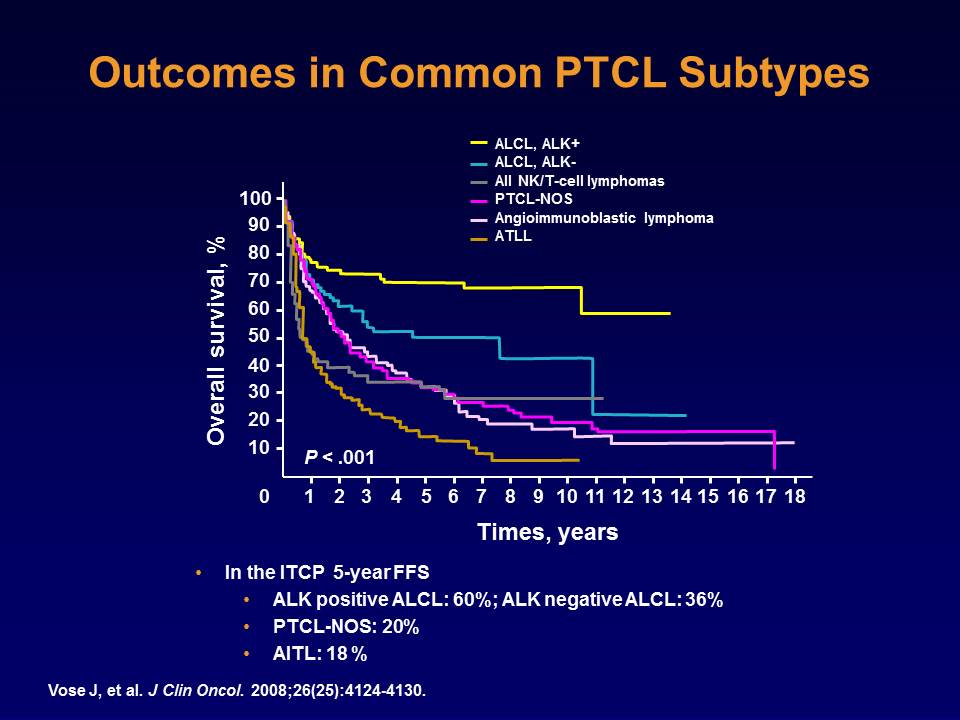 Outcomes in Common PTCL Subtypes
ALCL, ALK+
ALCL, ALK-
All NK/T-cell lymphomas
PTCL-NOS
Angioimmunoblastic lymphoma
ATLL
Overall survival, %
100
90
80
70
60
50
40
30
20
10
P < .001
0 1 2 3 4 5 6 7 8 9 10 11 12 13 14 15 16 17 18
Times, years
• In the ITCP 5-year FFS
• ALK positive ALCL: 60%; ALK negative ALCL: 36%
• PTCL-NOS: 20%
• AITL: 18 %
Vose J, et al. J Clin Oncol. 2008;26(25):4124-4130.